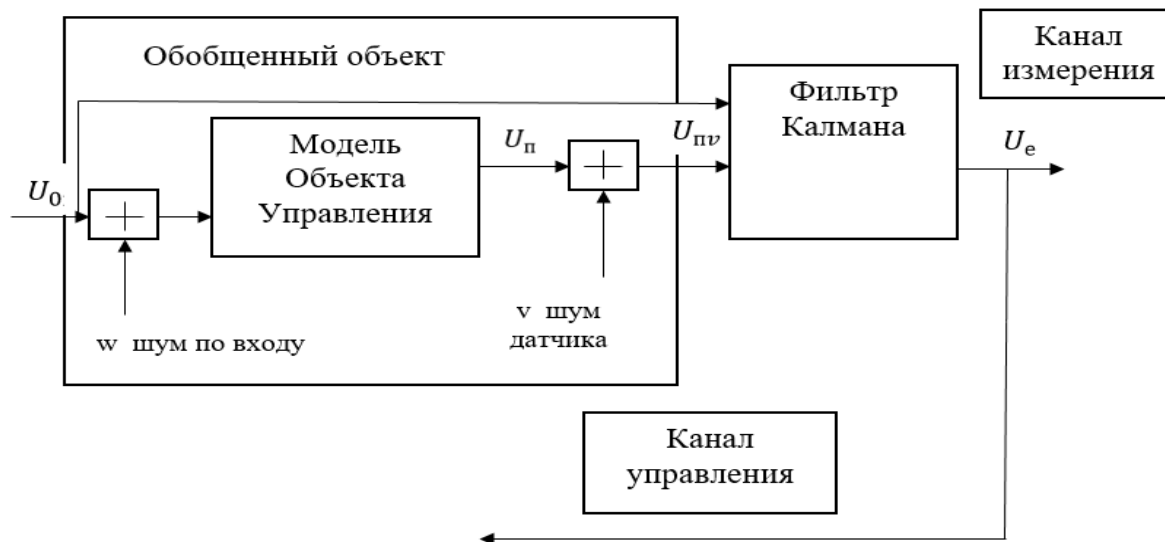 Обобщенный объект
Канал
измерения
Фильтр
Калмана
Модель
Объекта
Управления
U₀:
Uп
Uпv
Uе
w шум по входу
v шум
датчика
Канал
управления